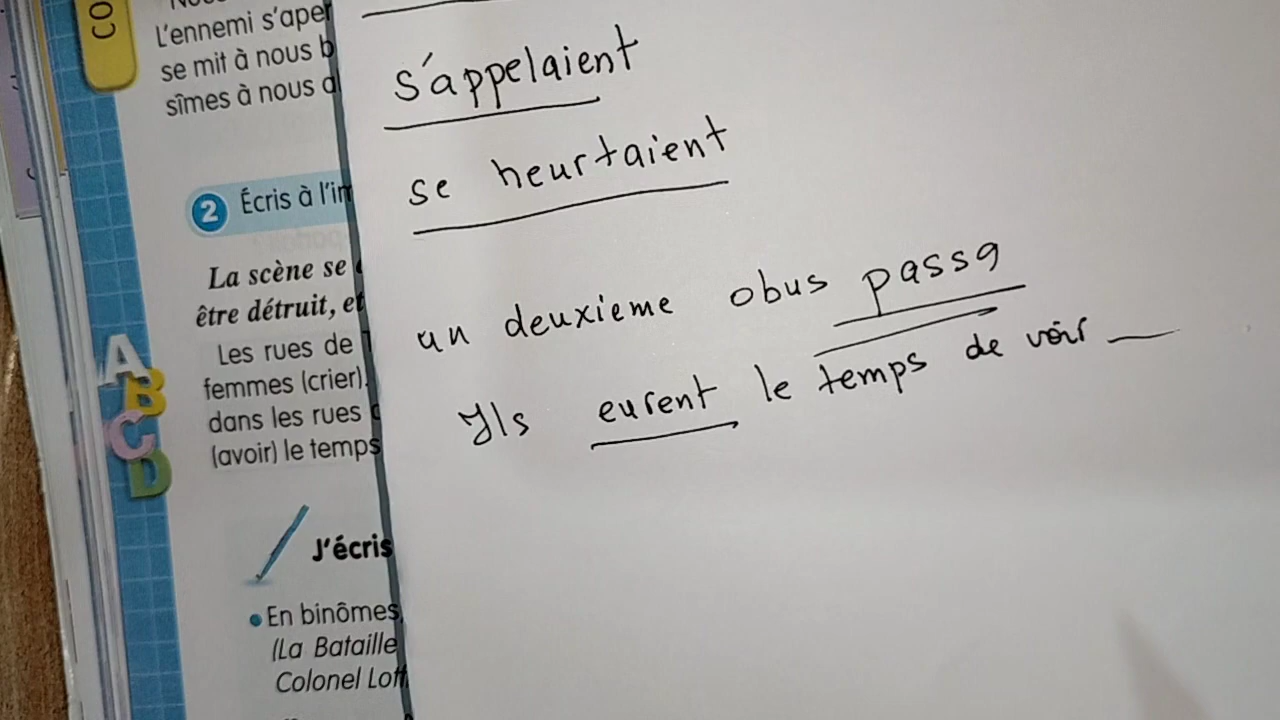 CO
L'ennemi s'aper
se mit à nous b
sîmes à nous a
2 Écris à l'im
La scène se
être détruit, et
Les rues de
femmes (crier).
dans les rues
(avoir) le temps
A
B
C
D
J'écris
En binômes,
(La Bataille
Colonel Lof
s'appelaient
se heurtaient
un deuxieme obus passa
Ils eurent le temps de voir